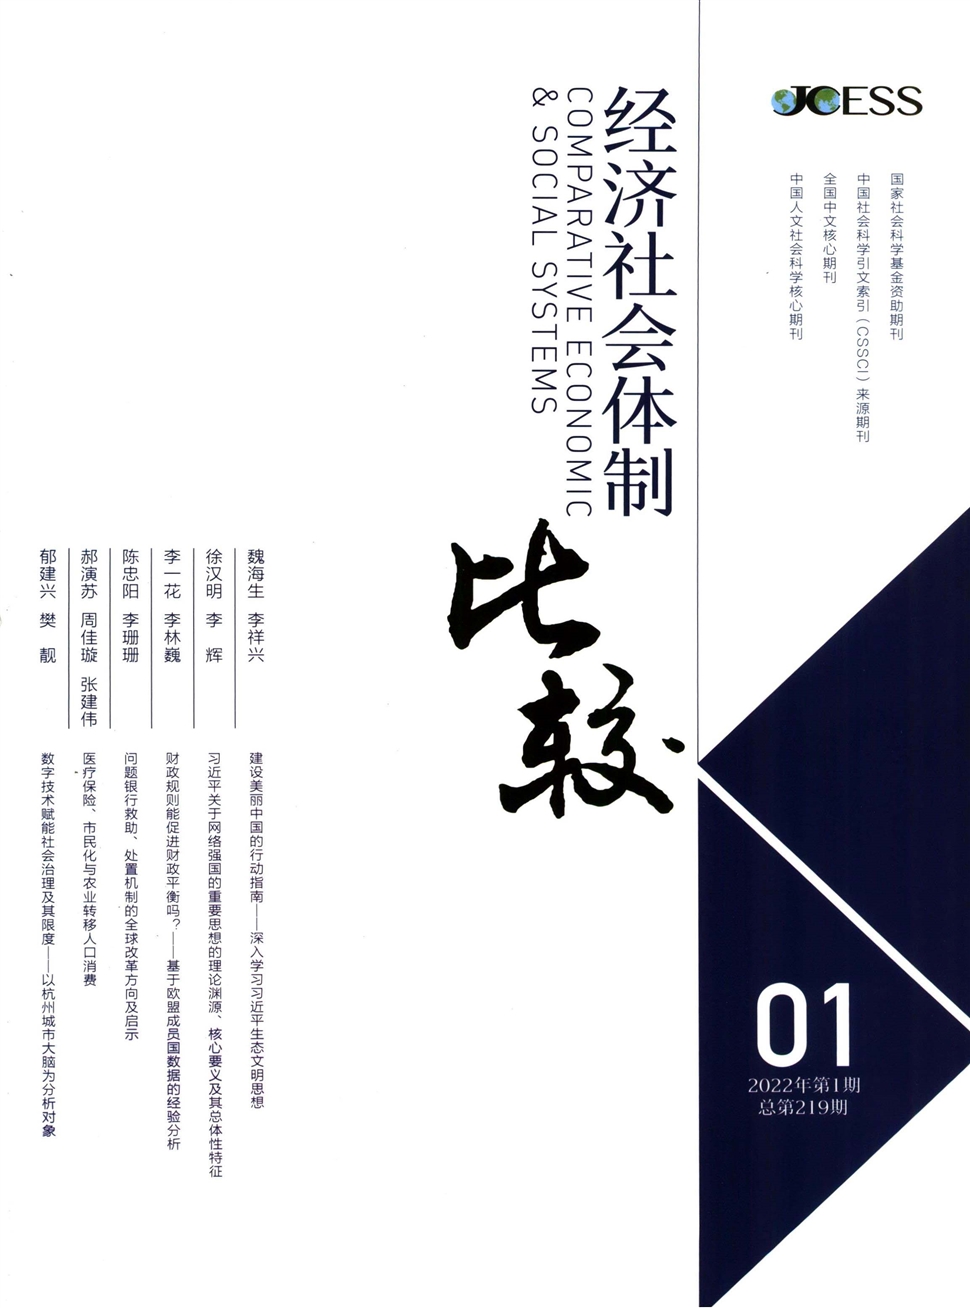 JCESS
国家社会科学基金资助期刊
中国社会科学引文索引（CSSCI）来源期刊
全国中文核心期刊
中国人文社会科学核心期刊
经济社会体制
比较
COMPARATIVE ECONOMIC
& SOCIAL SYSTEMS
魏海生 李祥兴 建设美丽中国的行动指南——深入学习习近平生态文明思想
徐汉明 李 辉 习近平关于网络强国的重要思想的理论渊源、核心要义及其总体性特征
李一花 李林巍 财政规则能促进财政平衡吗？——基于欧盟成员国数据的经验分析
陈忠阳 李珊珊 问题银行救助、处置机制的全球改革方向及启示
郝演苏 周佳璇 张建伟 医疗保险、市民化与农业转移人口消费
郁建兴 樊 靓 数字技术赋能社会治理及其限度——以杭州城市大脑为分析对象
01
2022年第1期
总第219期